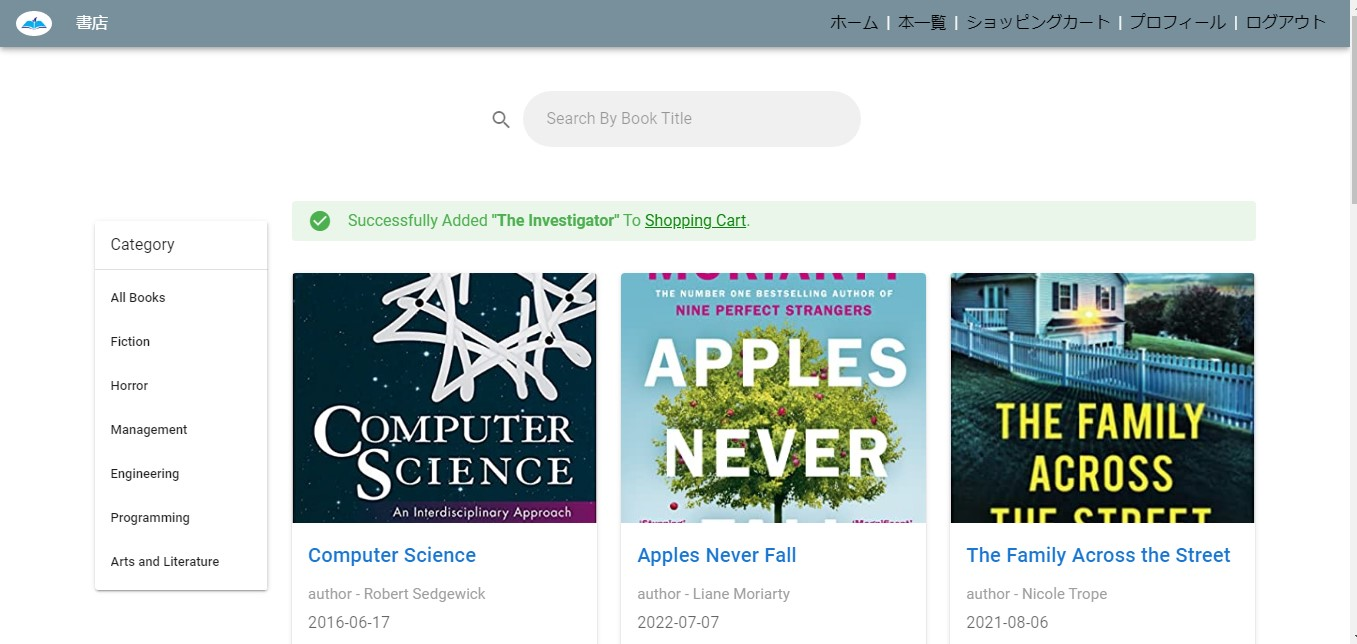 書店
ホーム | 本一覧 | ショッピングカート | プロフィール | ログアウト
Search By Book Title
Successfully Added "The Investigator" To Shopping Cart.
Category
All Books
Fiction
Horror
Management
Engineering
Programming
Arts and Literature
COMPUTER
SCIENCE
An Interdisciplinary Approach
Computer Science
author - Robert Sedgewick
2016-06-17
MORIARTY
THE NUMBER ONE BESTSELLING AUTHOR OF
NINE PERFECT STRANGERS
APPLES
NEVER
Apples Never Fall
author - Liane Moriarty
2022-07-07
THE FAMILY
ACROSS
THE STREET
The Family Across the Street
author - Nicole Trope
2021-08-06